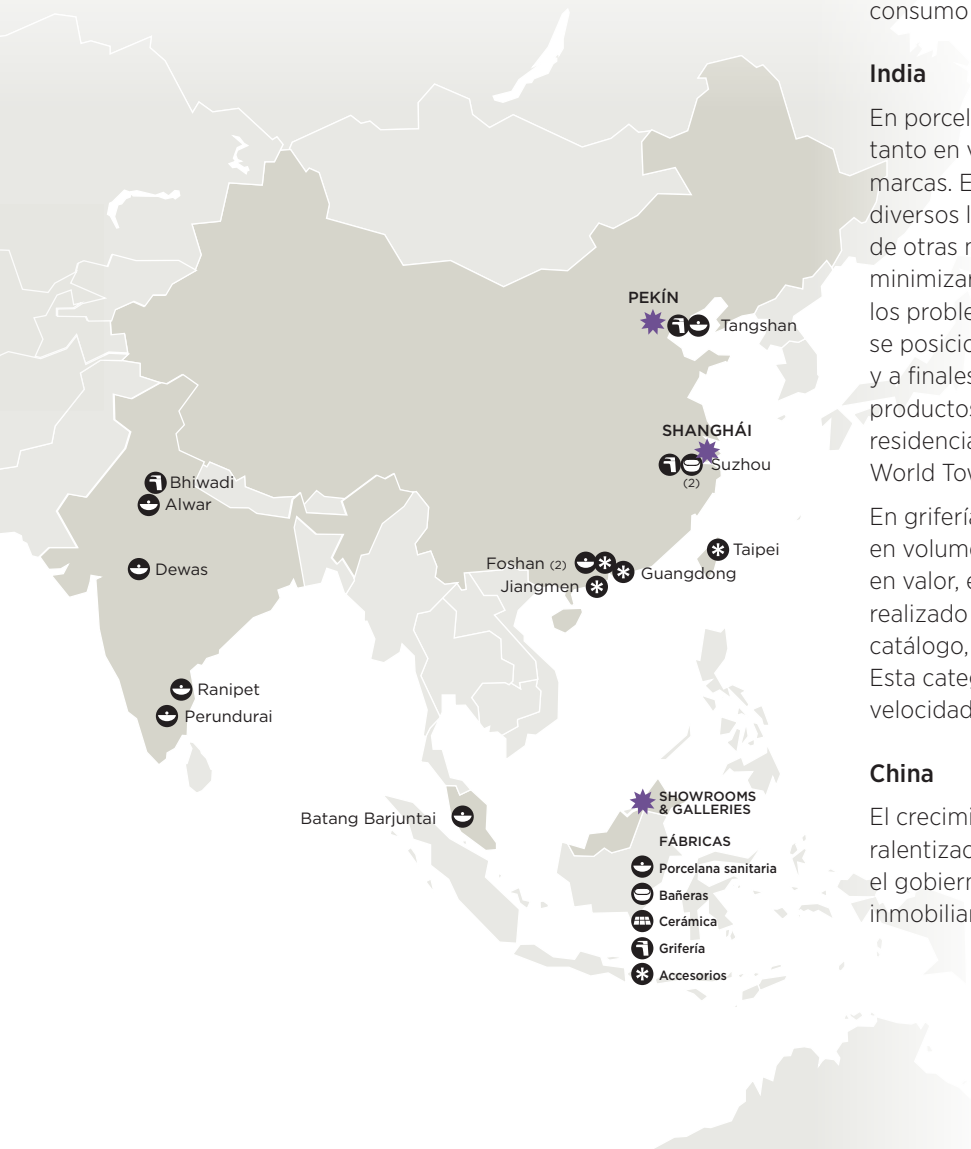 PEKÍN
Tangshan
SHANGHÁI
Suzhou
(2)
Bhiwadi
Alwar
Dewas
Foshan (2)
Taipei
Guangdong
Jiangmen
Ranipet
Perundurai
Batang Barjuntai
SHOWROOMS
& GALLERIES
FÁBRICAS
Porcelana sanitaria
Bañeras
Cerámica
Grifería
Accesorios
consumo
India
En porcel
tanto en v
marcas. E
diversos l
de otras
minimizar
los proble
se posicio
y a finales
productos
residencia
World Tow
En grifería
en volume
en valor, e
realizado
catálogo,
Esta categ
velocidad
China
El crecimi
ralentizac
el gobiern
inmobiliar